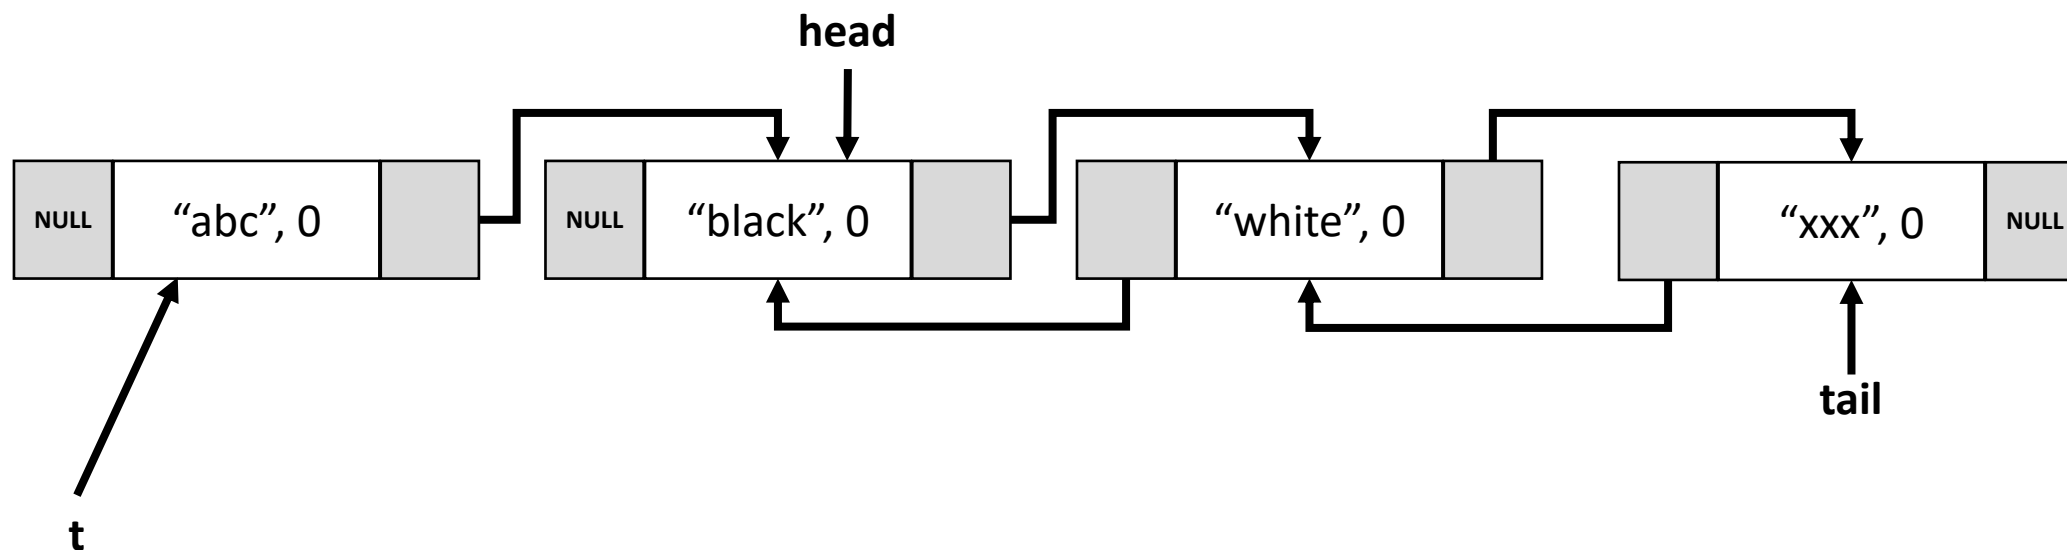 head
NULL “abc”, 0 NULL “black”, 0 “white”, 0 “xxx”, 0 NULL
tail
t